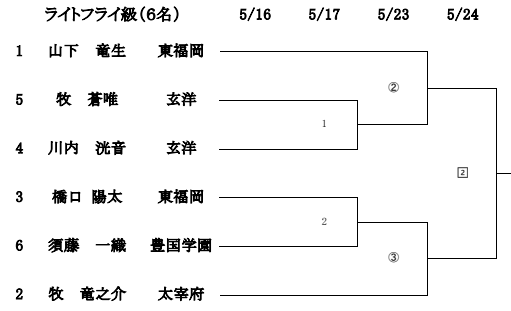 ライトフライ級(6名) 5/16 5/17 5/23 5/24
1 山下 竜生 東福岡
②
5 牧 蒼唯 玄洋
1
4 川内 洸音 玄洋
2
3 橋口 陽太 東福岡
2
6 須藤 一織 豊国学園
③
2 牧 竜之介 太宰府